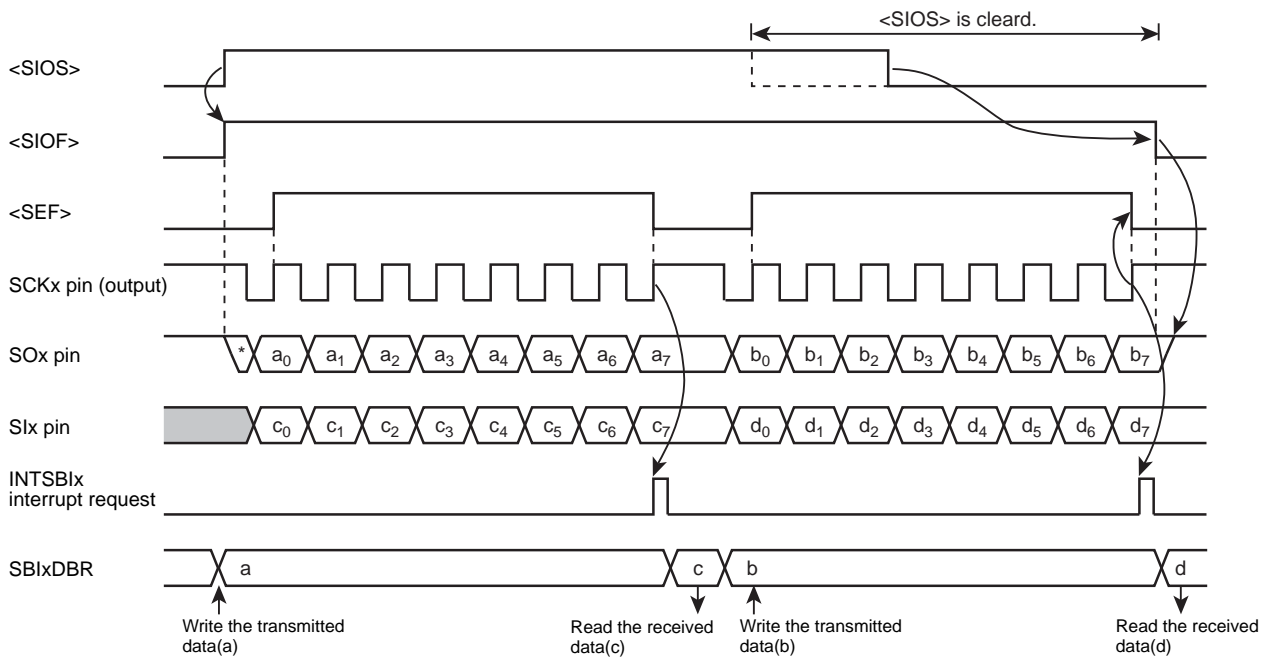 <SIOS> is cleard.
<SIOS>
<SIOF>
<SEF>
SCKx pin (output)
SOx pin
* a0 a1 a2 a3 a4 a5 a6 a7 b0 b1 b2 b3 b4 b5 b6 b7
SIx pin
c0 c1 c2 c3 c4 c5 c6 c7 d0 d1 d2 d3 d4 d5 d6 d7
INTSBIx
interrupt request
SBIxDBR
a c b d
Write the transmitted
data(a)
Read the received
data(c)
Write the transmitted
data(b)
Read the received
data(d)